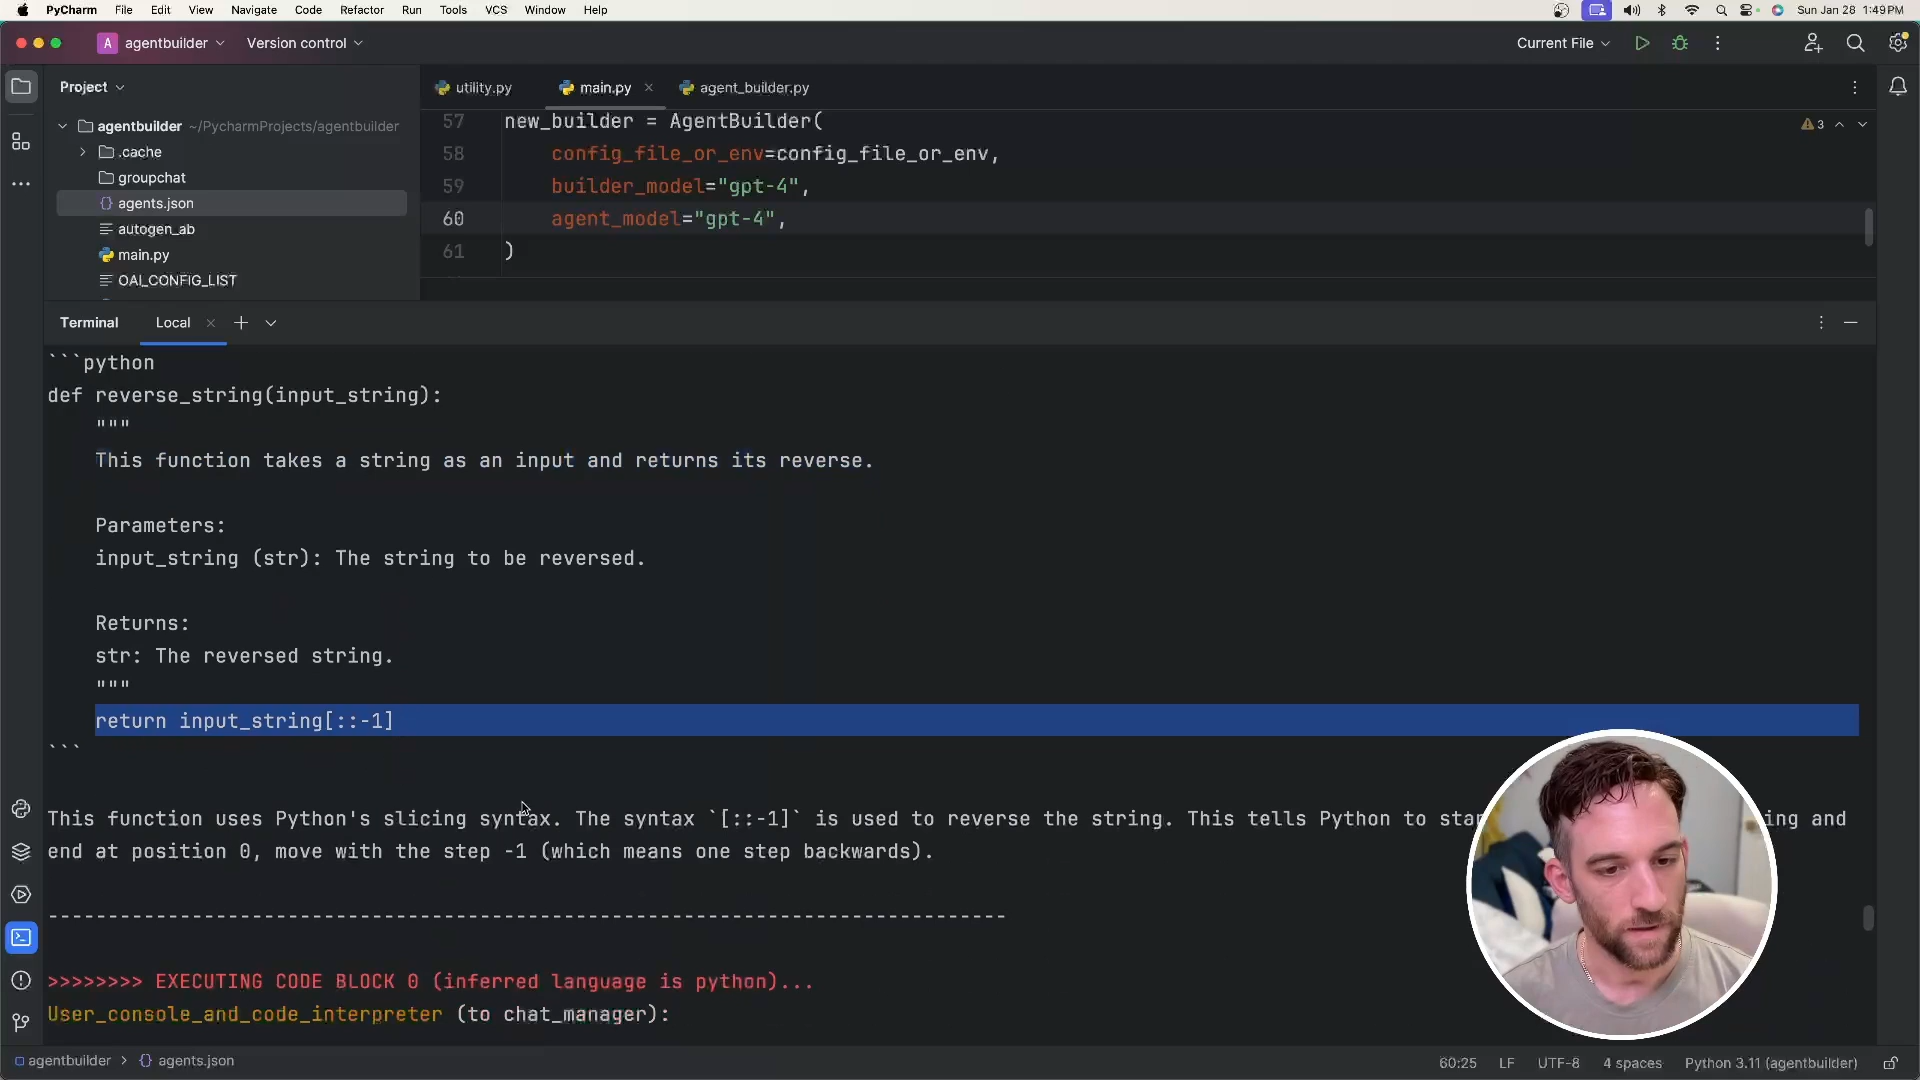 PyCharm File Edit View Navigate Code Refactor Run Tools VCS Window Help Sun Jan 28 1:49 PM
A agentbuilder Version control Current File
Project utility.py main.py agent_builder.py
agentbuilder ~/PycharmProjects/agentbuilder
.cache
groupchat
agents.json
autogen_ab
main.py
OAI_CONFIG_LIST
57 new_builder = AgentBuilder(
58 config_file_or_env=config_file_or_env,
59 builder_model="gpt-4",
60 agent_model="gpt-4",
61 )
3
Terminal Local
```python
def reverse_string(input_string):
"""
This function takes a string as an input and returns its reverse.
Parameters:
input_string (str): The string to be reversed.
Returns:
str: The reversed string.
"""
return input_string[::-1]
```
This function uses Python's slicing syntax. The syntax `[::-1]` is used to reverse the string. This tells Python to and
end at position 0, move with the step -1 (which means one step backwards).
--------------------------------------------------------------------------------
>>>>>>>> EXECUTING CODE BLOCK 0 (inferred language is python)...
User_console_and_code_interpreter (to chat_manager):
agentbuilder > agents.json 60:25 LF UTF-8 4 spaces Python 3.11 (agentbuilder)